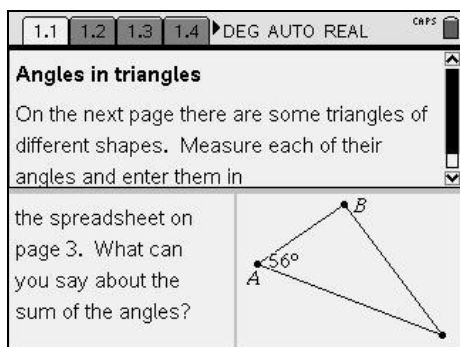 1.1 1.2 1.3 1.4 DEG AUTO REAL CAPS
Angles in triangles
On the next page there are some triangles of
different shapes. Measure each of their
angles and enter them in
the spreadsheet on
page 3. What can
you say about the
sum of the angles?
B
56°
A